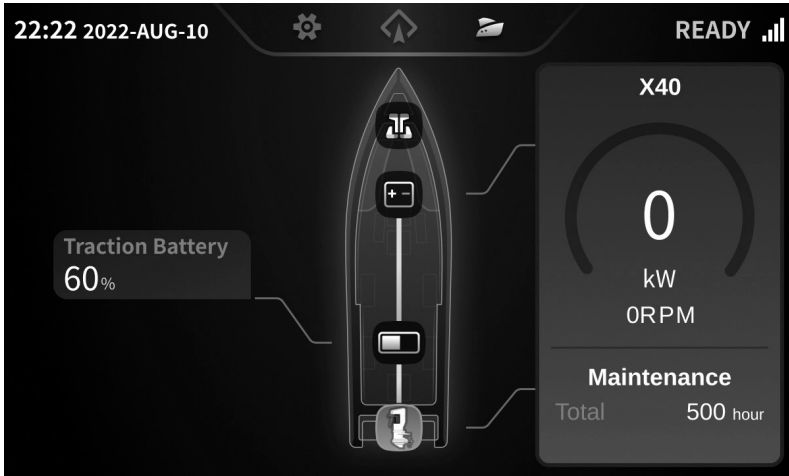 22:22 2022-AUG-10
READY
X40
0
kW
0RPM
Traction Battery
60%
Maintenance
Total 500 hour